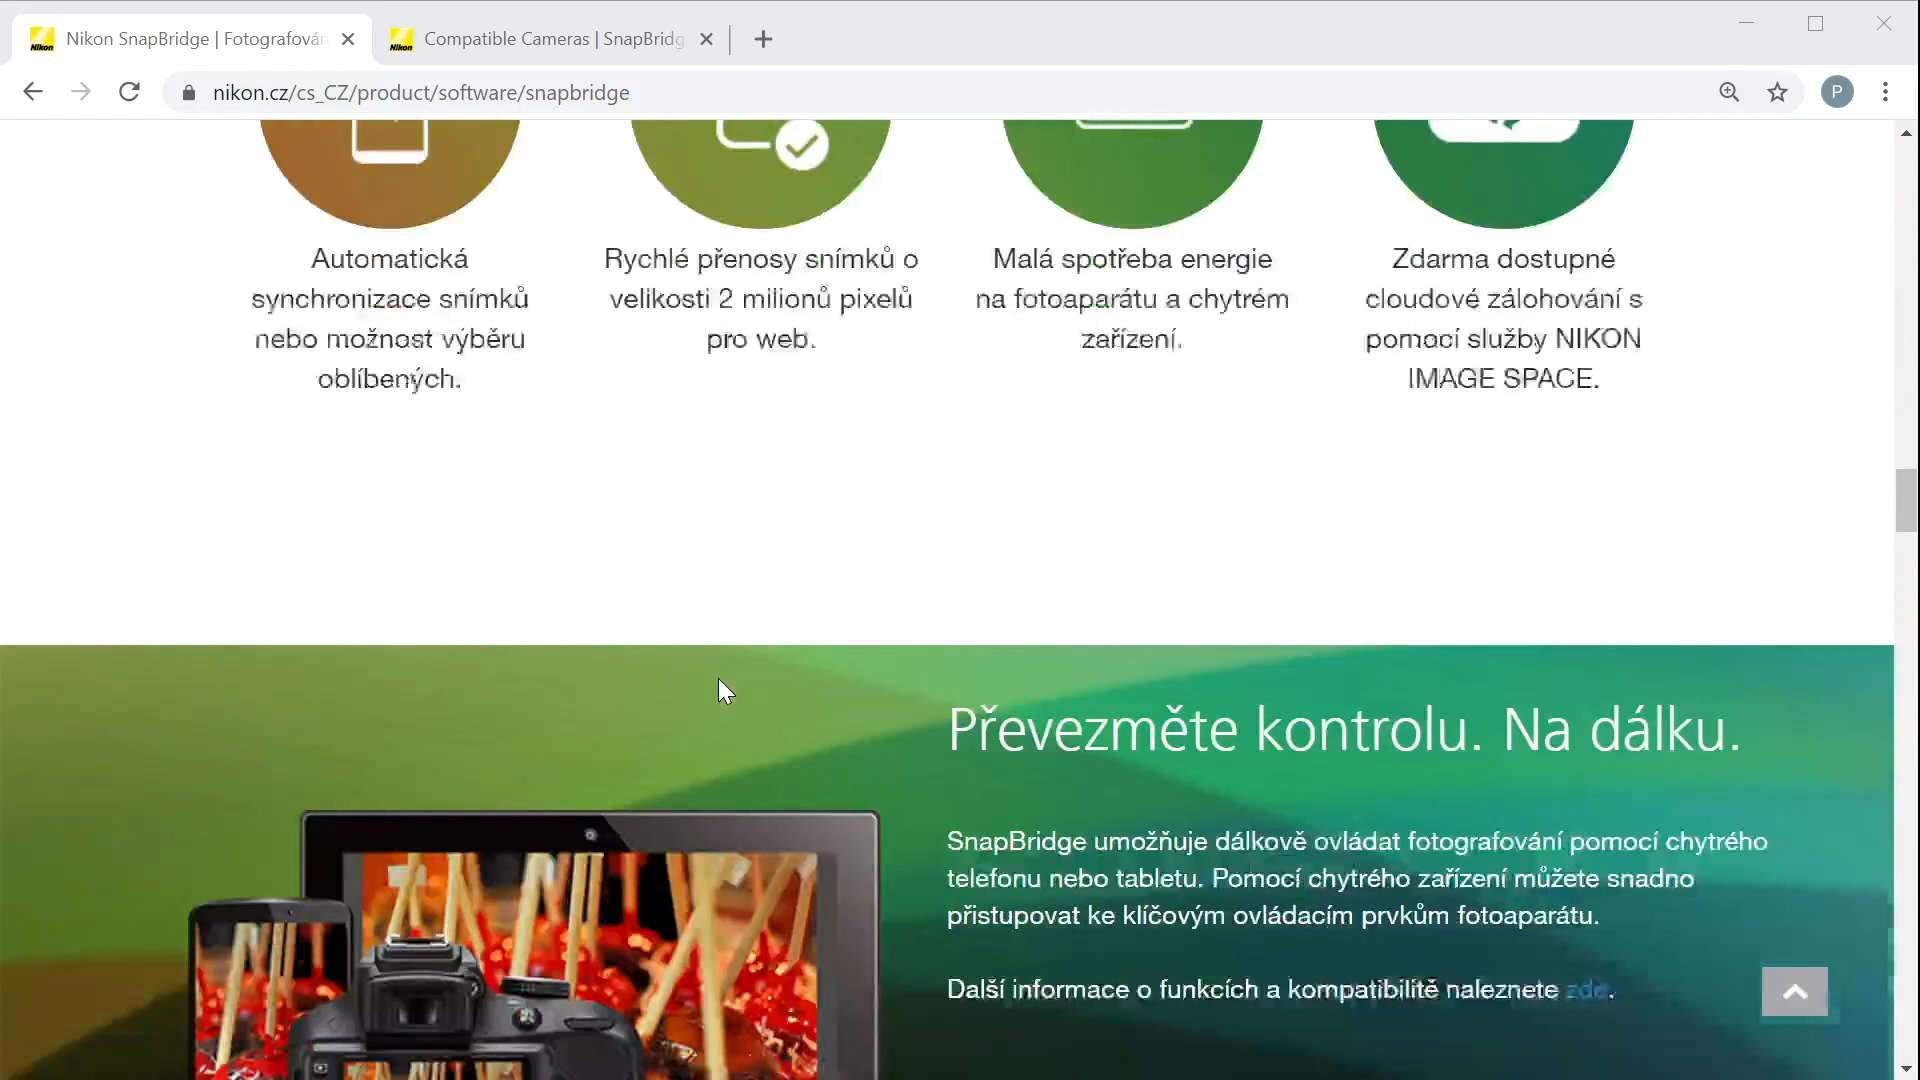 Nikon SnapBridge | Fotografován
Compatible Cameras | SnapBridg
nikon.cz/cs_CZ/product/software/snapbridge
P
Automatická
synchronizace snímků
nebo možnost výběru
oblíbených.
Rychlé přenosy snímků o
velikosti 2 milionů pixelů
pro web.
Malá spotřeba energie
na fotoaparátu a chytrém
zařízení.
Zdarma dostupné
cloudové zálohování s
pomocí služby NIKON
IMAGE SPACE.
Převezměte kontrolu. Na dálku.
SnapBridge umožňuje dálkově ovládat fotografování pomocí chytrého
telefonu nebo tabletu. Pomocí chytrého zařízení můžete snadno
přistupovat ke klíčovým ovládacím prvkům fotoaparátu.
Další informace o funkcích a kompatibilitě naleznete zde.